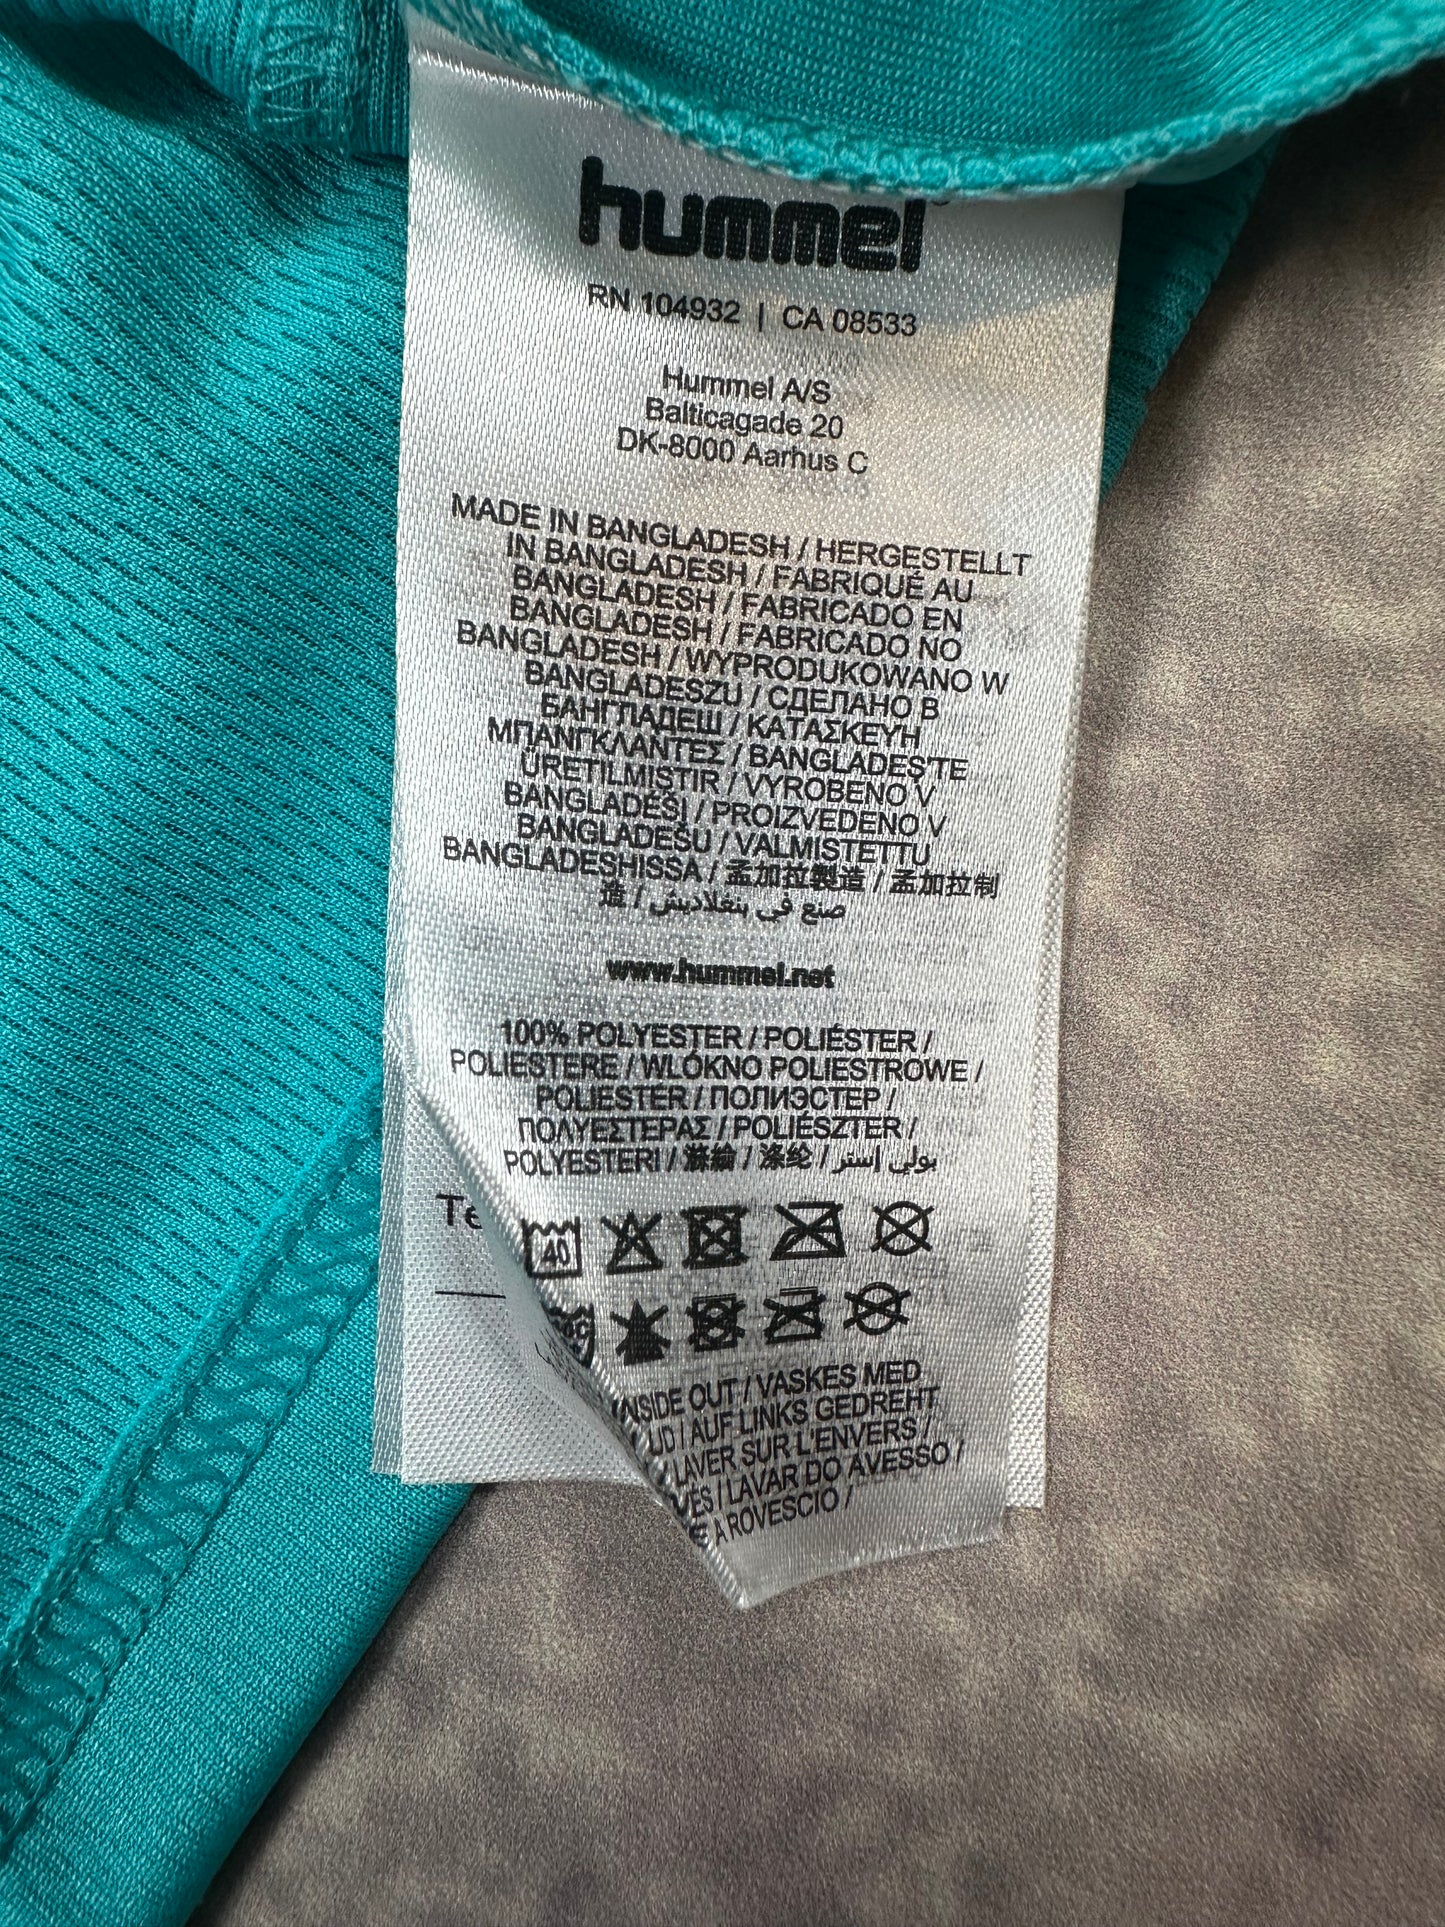 hummel
RN 104932 | CA 08533
Hummel A/S
Balticagade 20
DK-8000 Aarhus C
MADE IN BANGLADESH / HERGESTELLT
IN BANGLADESH / FABRIQUÉ AU
BANGLADESH / FABRICADO EN
BANGLADESH / FABRICADO NO
BANGLADESH / WYPRODUKOWANO W
BANGLADESZU / СДЕЛАНО В
БАНГЛАДЕШ / ΚΑΤΑΣΚΕΥΗ
ΜΠΑΝΓΚΛΑΝΤΕΣ / BANGLADEŞ'TE
ÜRETILMISTIR / VYROBENO V
BANGLADÉŠI / PROIZVEDENO V
BANGLADEŠU / VALMISTETTU
BANGLADESHISSA / 孟加拉製造 / 孟加拉制
造 / صنع في بنغلاديش
www.hummel.net
100% POLYESTER / POLIÉSTER /
POLIESTERE / WLÓKNO POLIESTROWE /
POLIESTER / ПОЛИЭСТЕР /
ΠΟΛΥΕΣΤΕΡΑΣ / POLIÉSZTER /
POLYESTERI / 滌綸 / 涤纶 / بولي إستر
40
INSIDE OUT / VASKES MED
UD / AUF LINKS GEDREHT
LAVER SUR L'ENVERS /
/ LAVAR DO AVESSO /
A ROVESCIO /